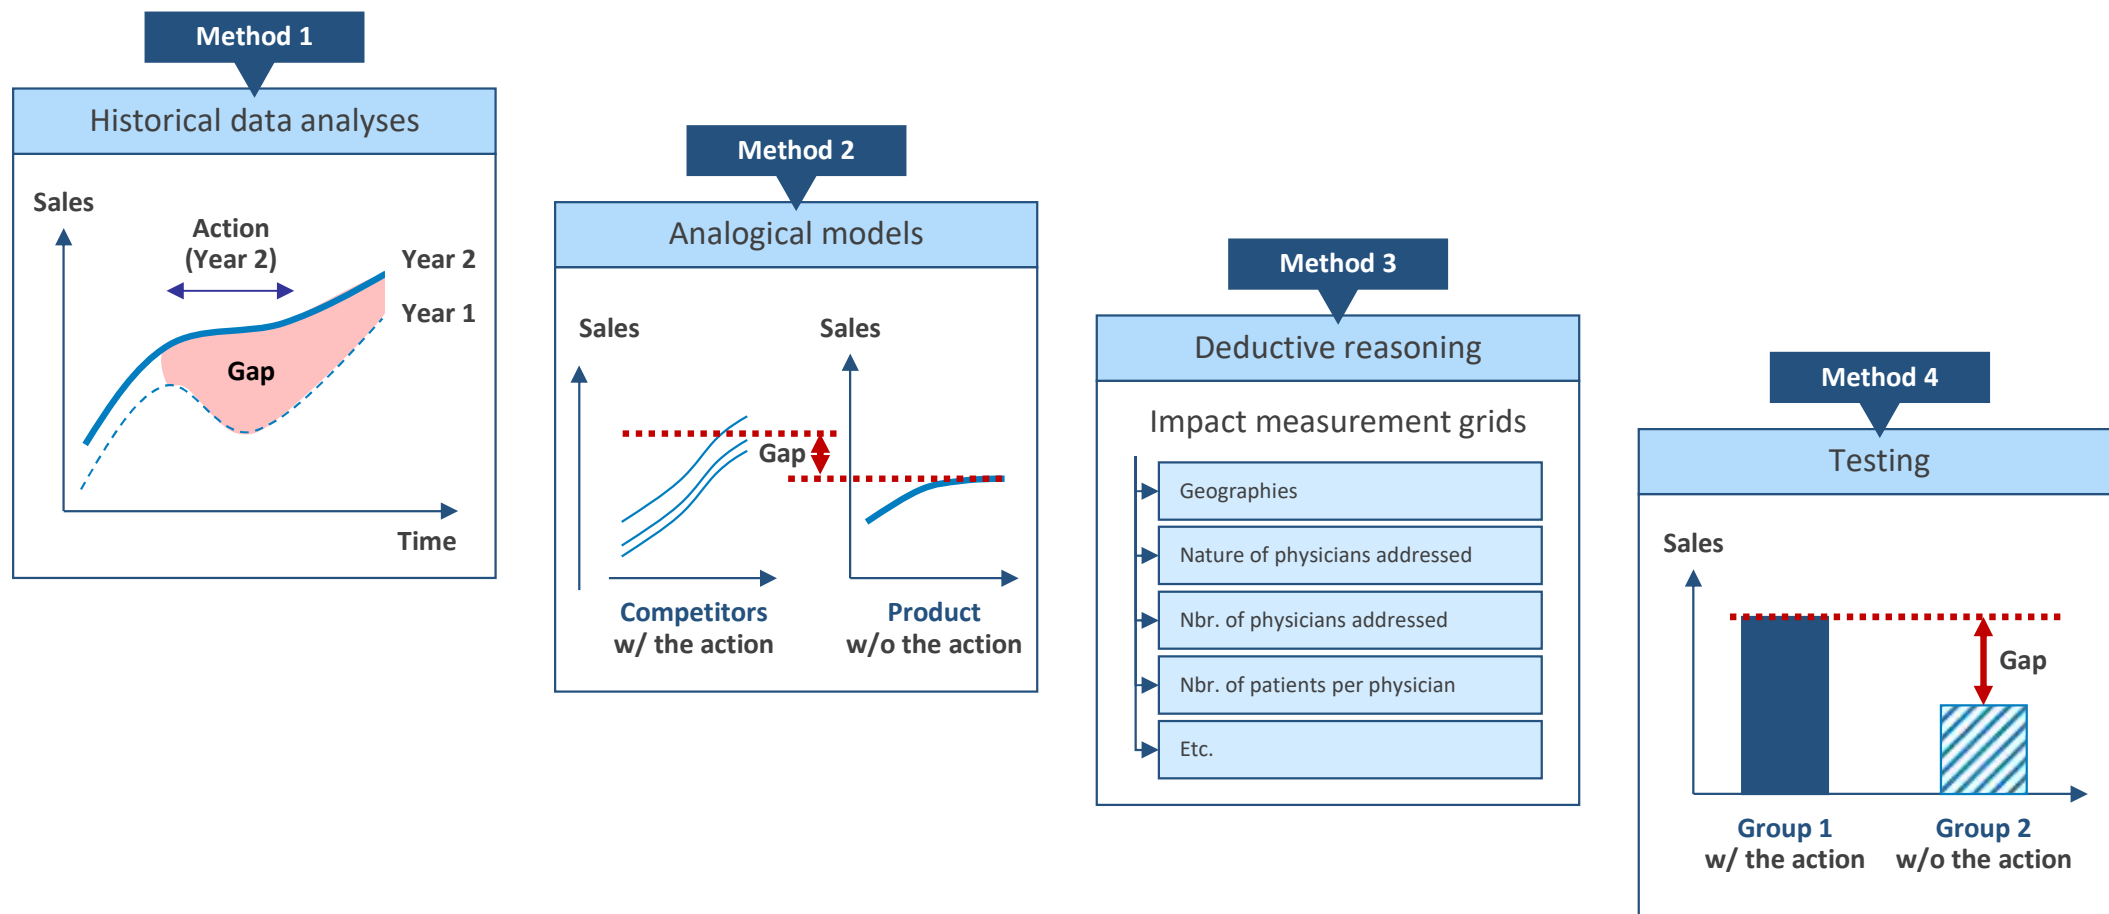 Method 1
Historical data analyses
Sales
Action
(Year 2)
Year 2
Year 1
Gap
Time
Method 2
Analogical models
Sales
Sales
Gap
Competitors
w/ the action
Product
w/o the action
Method 3
Deductive reasoning
Impact measurement grids
Geographies
Nature of physicians addressed
Nbr. of physicians addressed
Nbr. of patients per physician
Etc.
Method 4
Testing
Sales
Gap
Group 1
w/ the action
Group 2
w/o the action